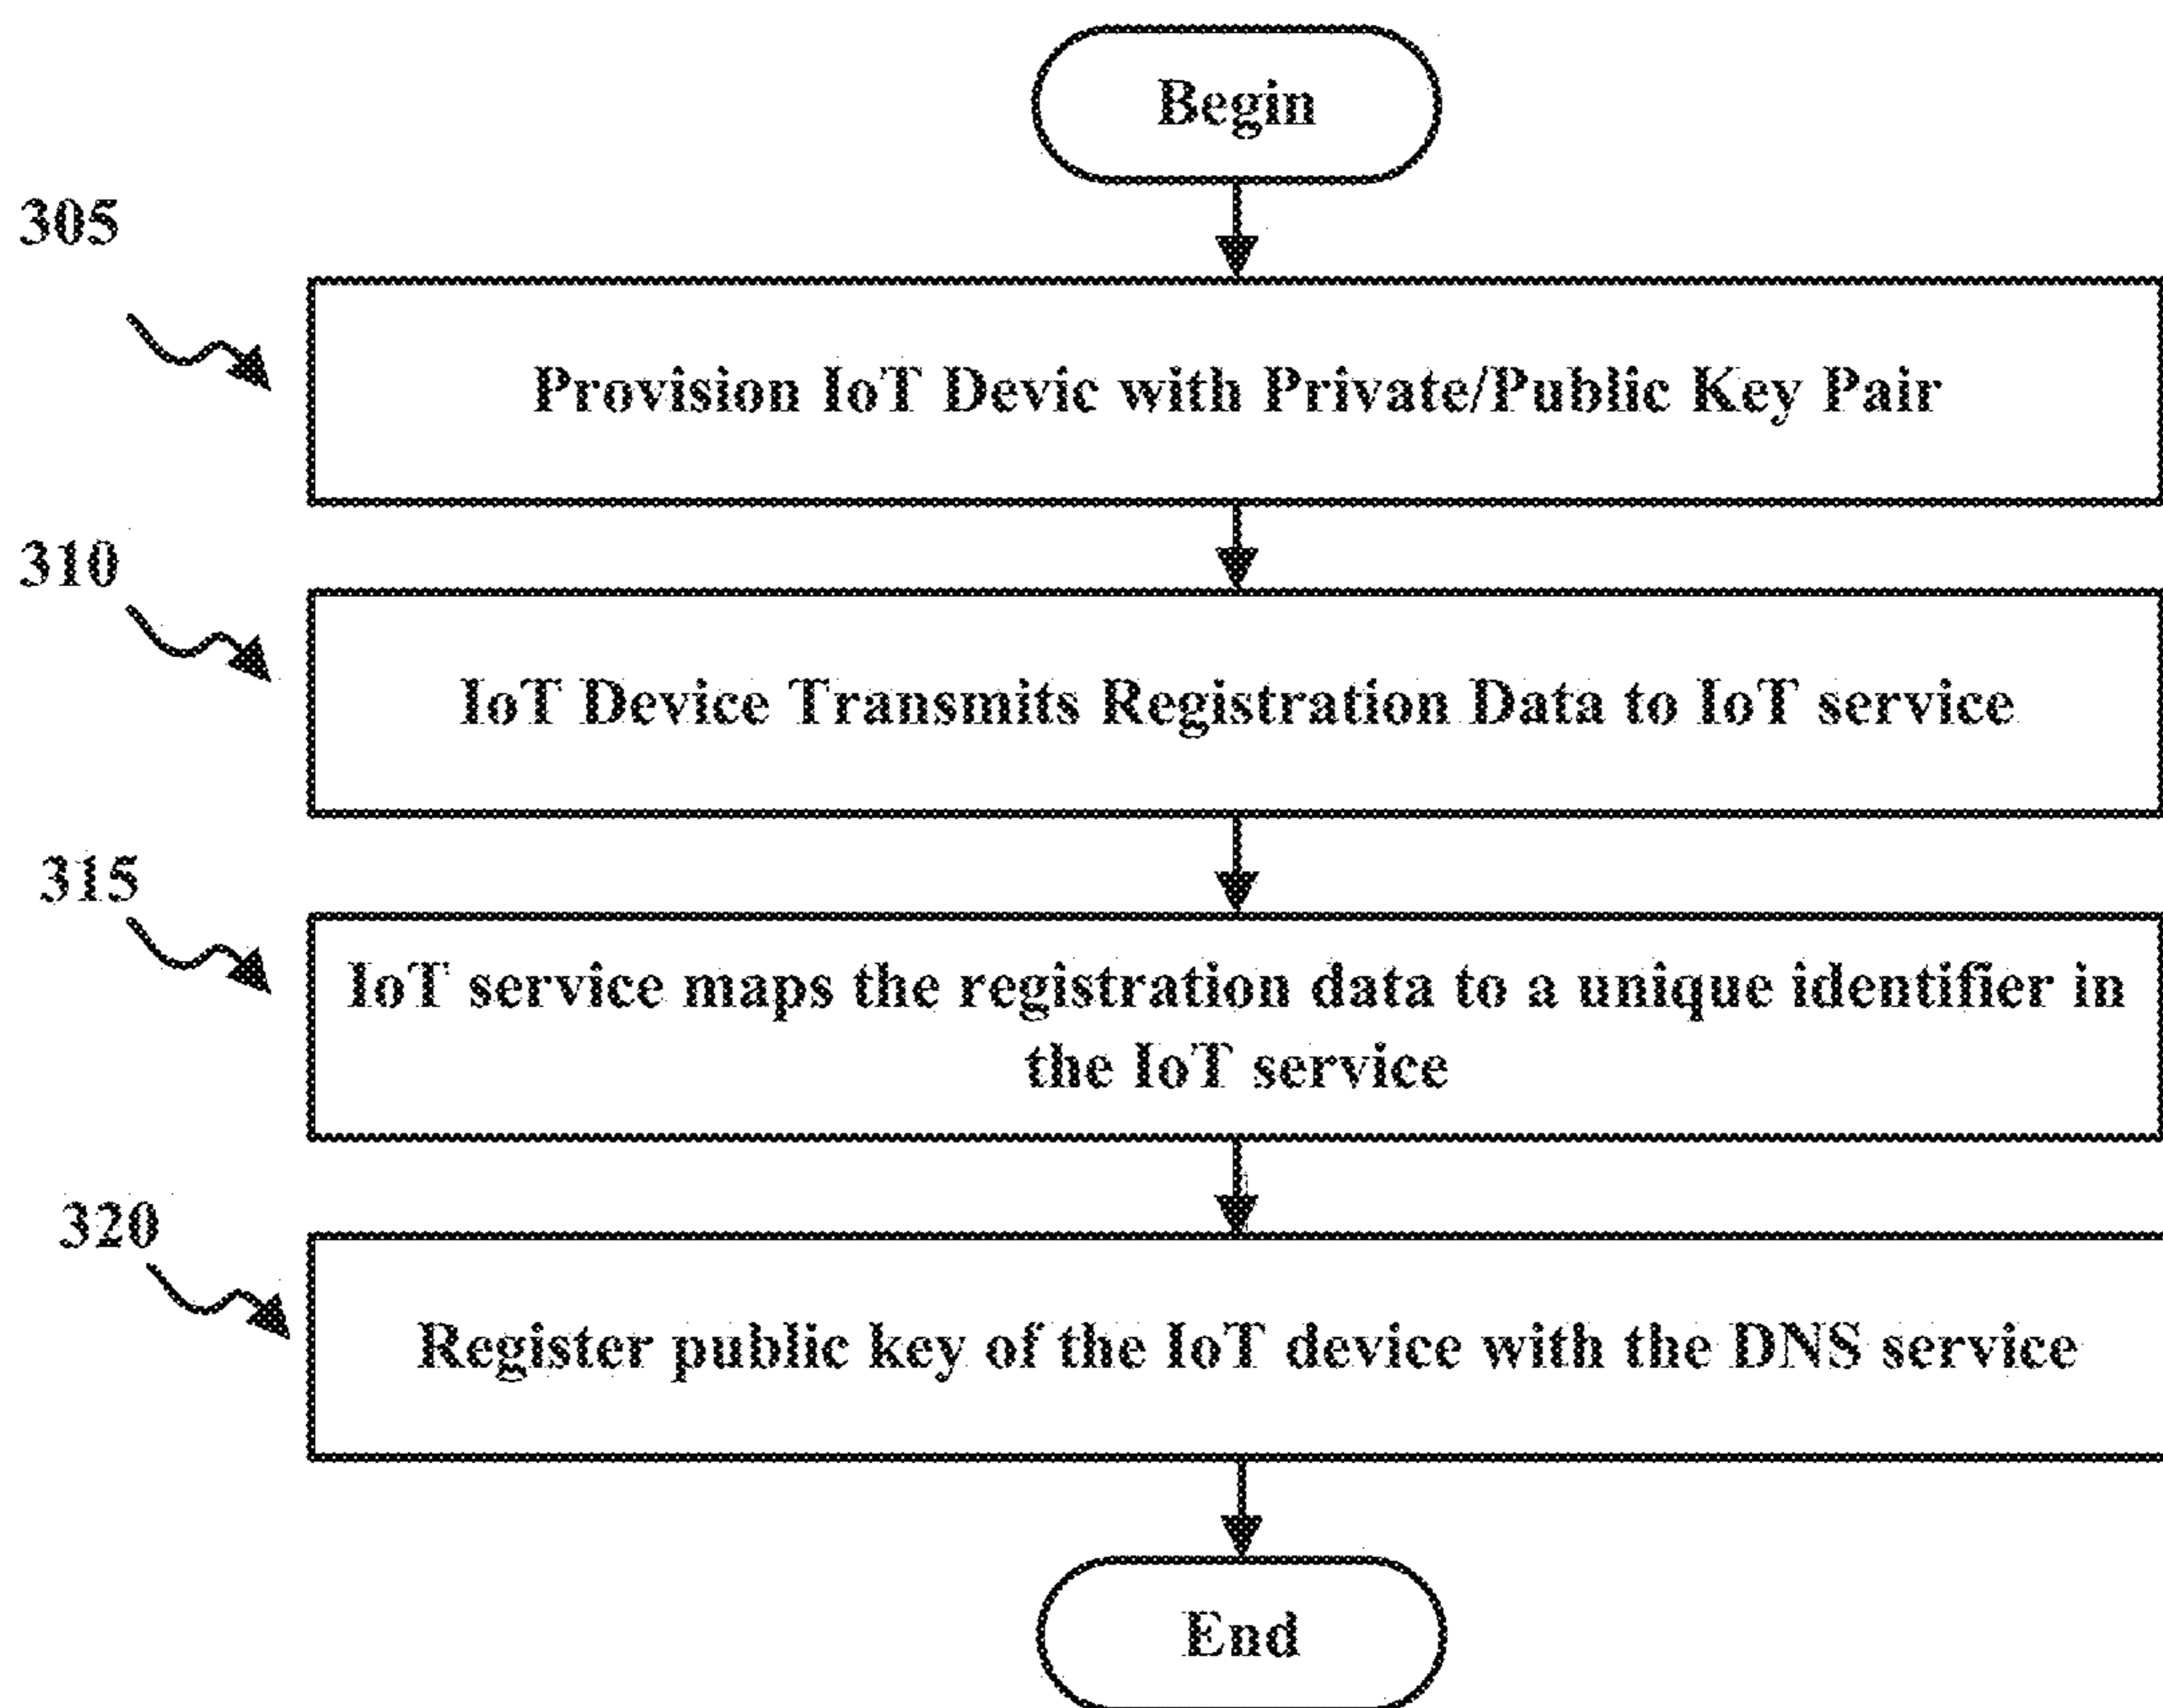 Begin
305
Provision IoT Devic with Private/Public Key Pair
310
IoT Device Transmits Registration Data to IoT service
315
IoT service maps the registration data to a unique identifier in
the IoT service
320
Register public key of the IoT device with the DNS service
End